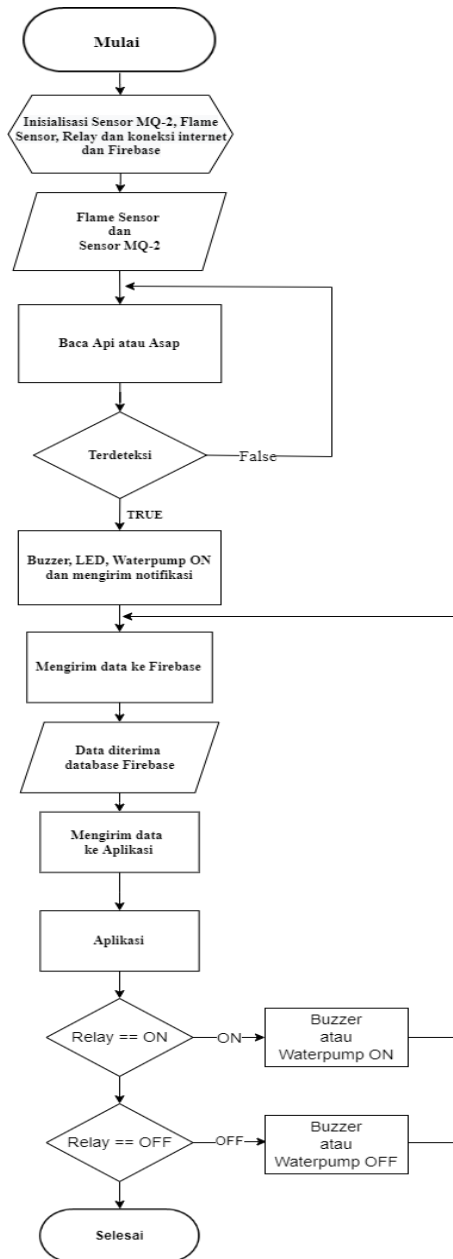 Mulai
Inisialisasi Sensor MQ-2, Flame
Sensor, Relay dan koneksi internet
dan Firebase
Flame Sensor
dan
Sensor MQ-2
Baca Api atau Asap
Terdeteksi
False
TRUE
Buzzer, LED, Waterpump ON
dan mengirim notifikasi
Mengirim data ke Firebase
Data diterima
database Firebase
Mengirim data
ke Aplikasi
Aplikasi
Relay == ON
ON
Buzzer
atau
Waterpump ON
Relay == OFF
OFF
Buzzer
atau
Waterpump OFF
Selesai